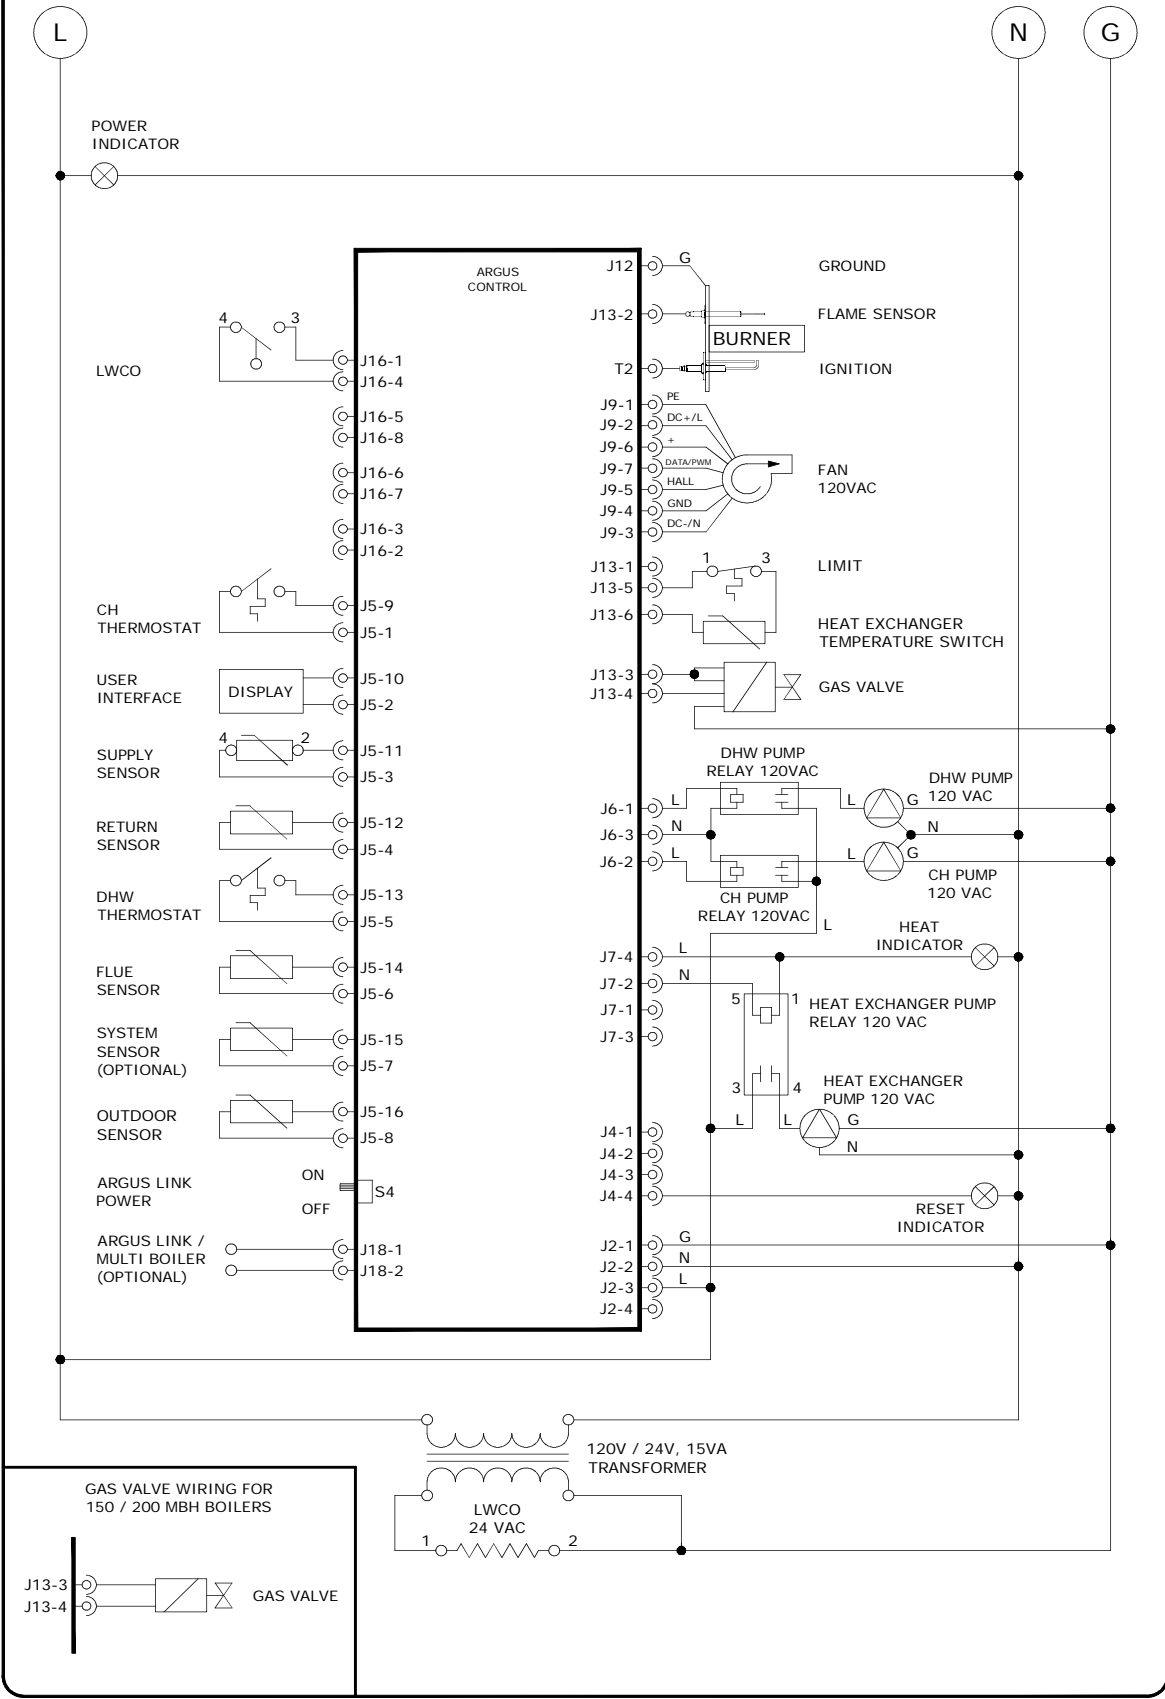 L
N
G
POWER
INDICATOR
ARGUS
CONTROL
4
3
LWCO
J16-1
J16-4
J16-5
J16-8
J16-6
J16-7
J16-3
J16-2
CH
THERMOSTAT
J5-9
J5-1
USER
INTERFACE
DISPLAY
J5-10
J5-2
SUPPLY
SENSOR
4
2
J5-11
J5-3
RETURN
SENSOR
J5-12
J5-4
DHW
THERMOSTAT
J5-13
J5-5
FLUE
SENSOR
J5-14
J5-6
SYSTEM
SENSOR
(OPTIONAL)
J5-15
J5-7
OUTDOOR
SENSOR
J5-16
J5-8
ARGUS LINK
POWER
ON
OFF
S4
ARGUS LINK /
MULTI BOILER
(OPTIONAL)
J18-1
J18-2
J12
G
GROUND
J13-2
FLAME SENSOR
BURNER
T2
IGNITION
J9-1
PE
J9-2
DC+/L
J9-6
+
J9-7
DATA/PWM
J9-5
HALL
J9-4
GND
J9-3
DC-/N
FAN
120VAC
J13-1
J13-5
J13-6
1
3
LIMIT
HEAT EXCHANGER
TEMPERATURE SWITCH
J13-3
J13-4
GAS VALVE
DHW PUMP
RELAY 120VAC
DHW PUMP
120 VAC
J6-1
L
L
G
J6-3
N
N
J6-2
L
L
G
CH PUMP
RELAY 120VAC
CH PUMP
120 VAC
L
HEAT
INDICATOR
J7-4
L
J7-2
N
J7-1
J7-3
5
1
HEAT EXCHANGER PUMP
RELAY 120 VAC
3
4
HEAT EXCHANGER
PUMP 120 VAC
L
L
G
N
J4-1
J4-2
J4-3
J4-4
RESET
INDICATOR
J2-1
G
J2-2
N
J2-3
L
J2-4
120V / 24V, 15VA
TRANSFORMER
LWCO
24 VAC
1
2
GAS VALVE WIRING FOR
150 / 200 MBH BOILERS
J13-3
J13-4
GAS VALVE